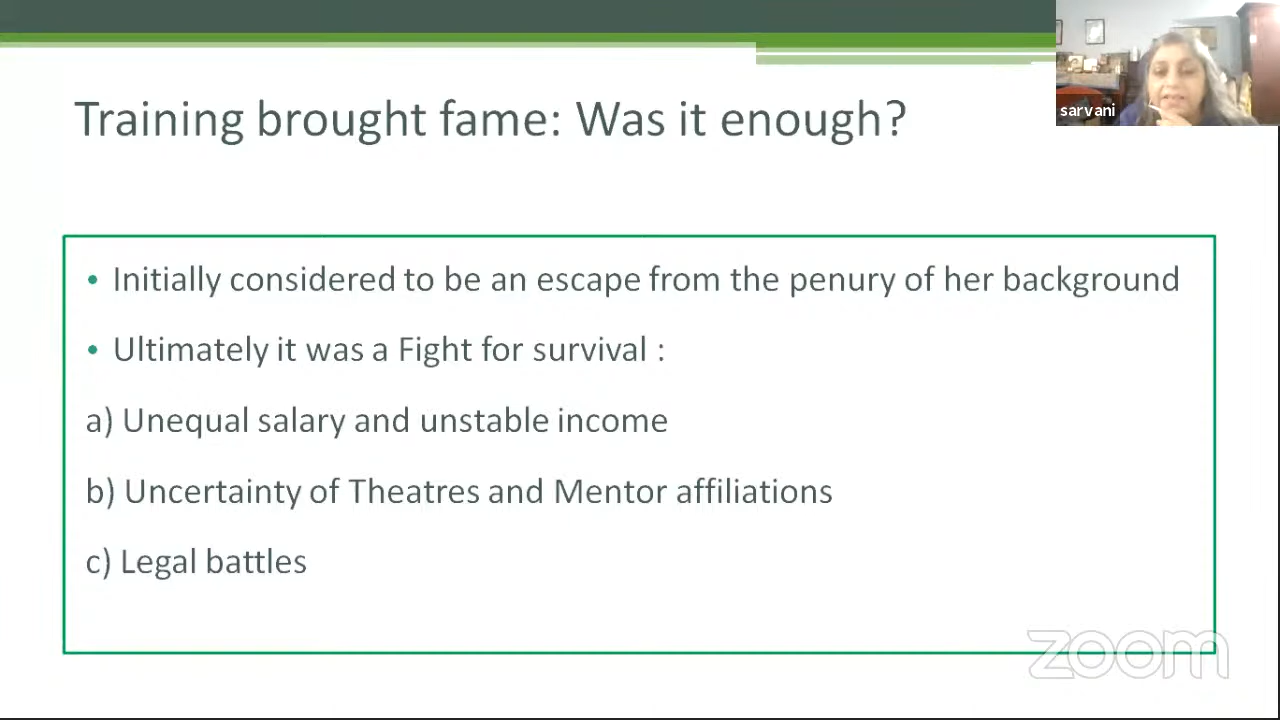 sarvani
Training brought fame: Was it enough?
• Initially considered to be an escape from the penury of her background
• Ultimately it was a Fight for survival :
a) Unequal salary and unstable income
b) Uncertainty of Theatres and Mentor affiliations
c) Legal battles
zoom